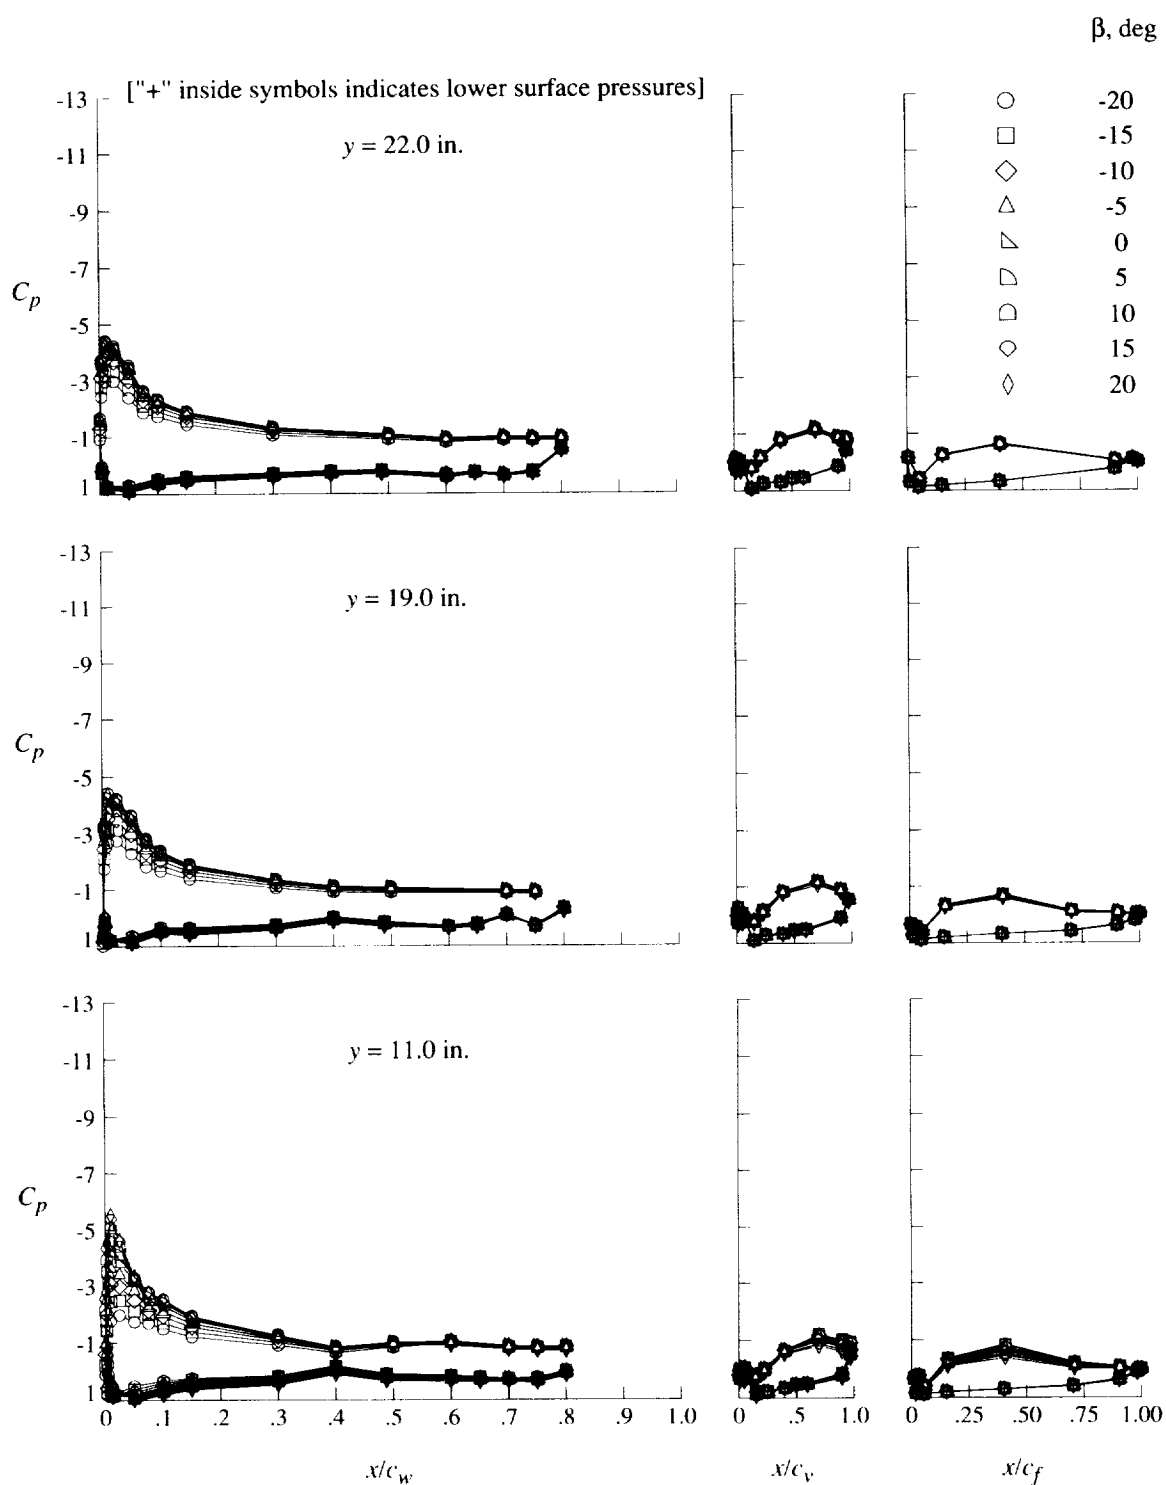 β, deg
["+" inside symbols indicates lower surface pressures]
-20
-15
-10
-5
0
5
10
15
20
y = 22.0 in.
-13
-11
-9
-7
-5
-3
-1
1
C_p
y = 19.0 in.
-13
-11
-9
-7
-5
-3
-1
1
C_p
y = 11.0 in.
-13
-11
-9
-7
-5
-3
-1
1
C_p
0 .1 .2 .3 .4 .5 .6 .7 .8 .9 1.0
0 .5 1.0
0 .25 .50 .75 1.00
x/c_w
x/c_v
x/c_f